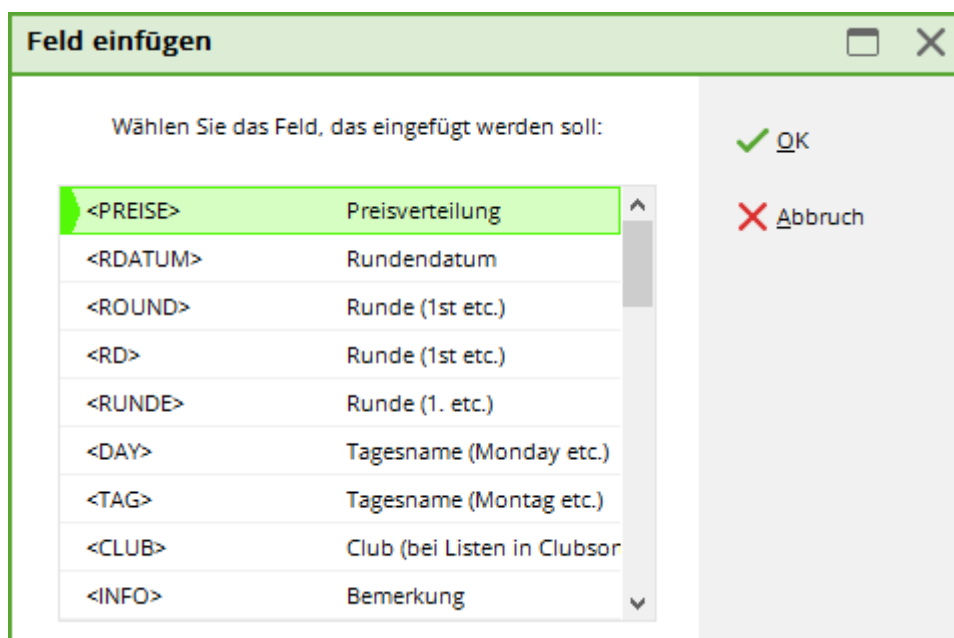 Feld einfügen
Wählen Sie das Feld, das eingefügt werden soll:
OK
Abbruch
<PREISE> Preisverteilung
<RDATUM> Rundendatum
<ROUND> Runde (1st etc.)
<RD> Runde (1st etc.)
<RUNDE> Runde (1. etc.)
<DAY> Tagesname (Monday etc.)
<TAG> Tagesname (Montag etc.)
<CLUB> Club (bei Listen in Clubsor
<INFO> Bemerkung